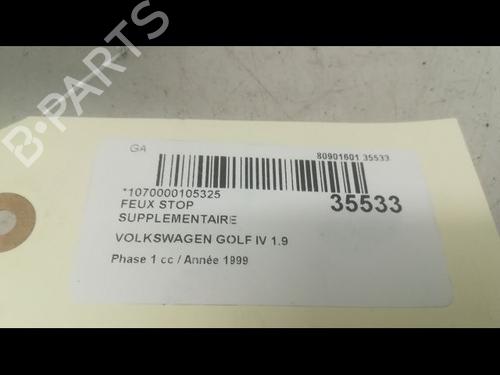 B-PARTS
GA
80901601 35533
*1070000105325
35533
FEUX STOP
SUPPLEMENTAIRE
VOLKSWAGEN GOLF IV 1.9
Phase 1 cc / Année 1999